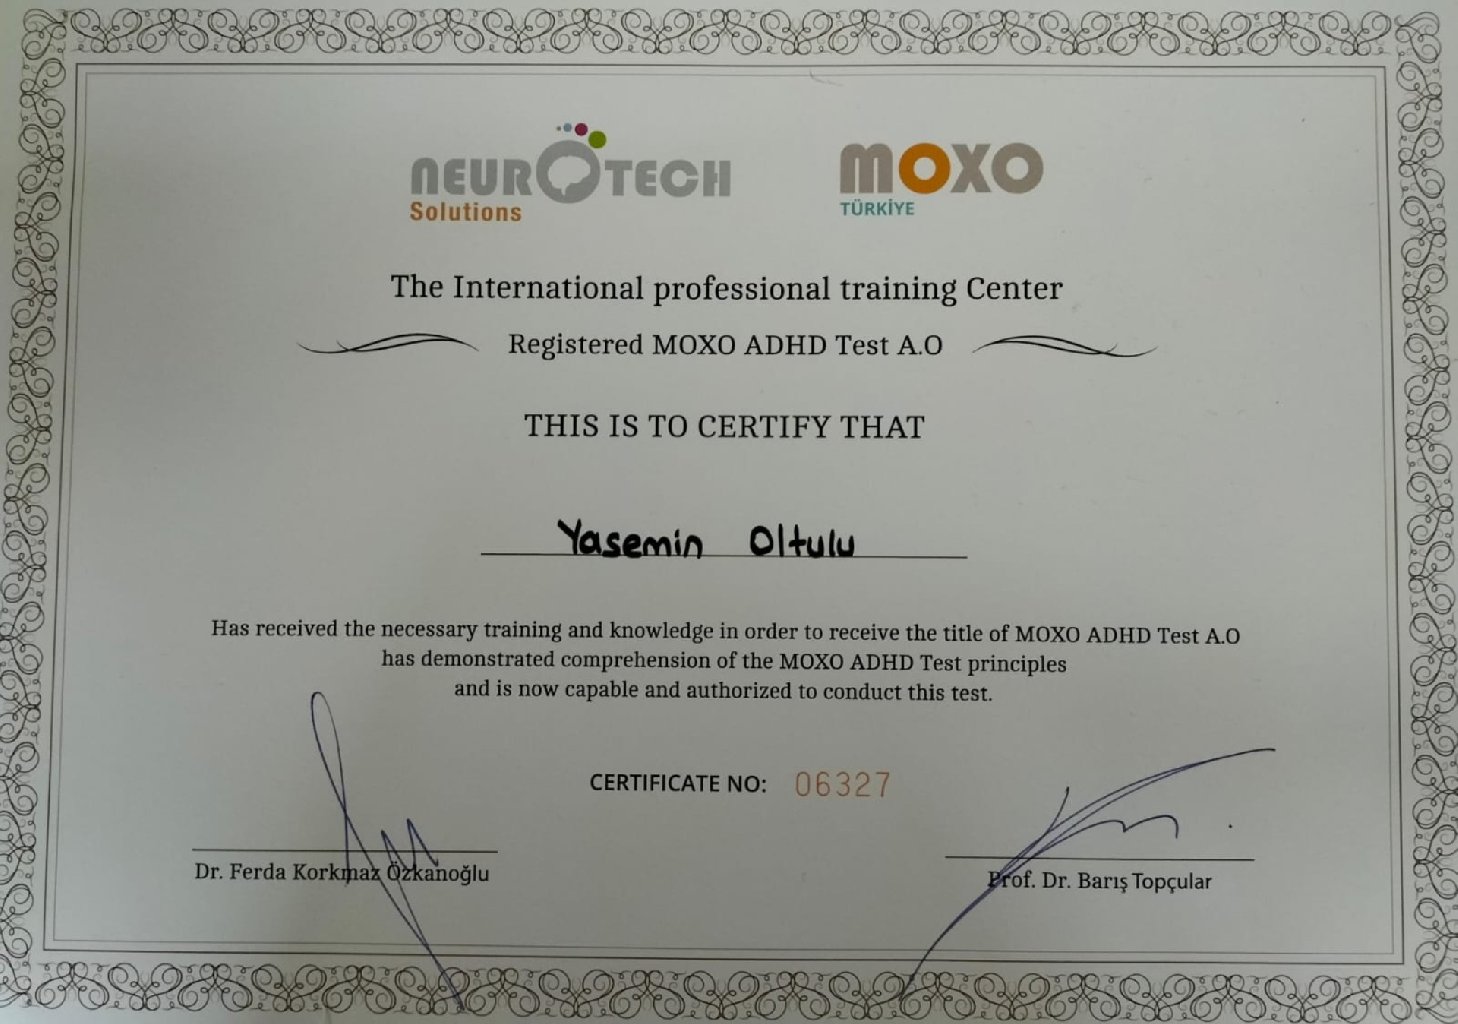 NEUROTECH
Solutions
MOXO
TÜRKİYE
The International professional training Center
Registered MOXO ADHD Test A.O
THIS IS TO CERTIFY THAT
Yasemin Oltulu
Has received the necessary training and knowledge in order to receive the title of MOXO ADHD Test A.O
has demonstrated comprehension of the MOXO ADHD Test principles
and is now capable and authorized to conduct this test.
CERTIFICATE NO: 06327
Dr. Ferda Korkmaz Özkanoğlu
Prof. Dr. Barış Topçular